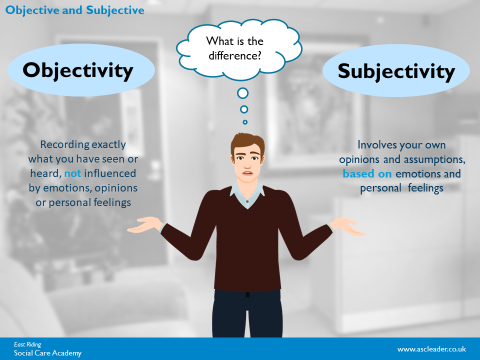 Objective and Subjective
What is the
difference?
Objectivity
Subjectivity
Recording exactly
what you have seen or
heard, not influenced
by emotions, opinions
or personal feelings
Involves your own
opinions and assumptions,
based on emotions and
personal feelings
East Riding
Social Care Academy
www.ascleader.co.uk